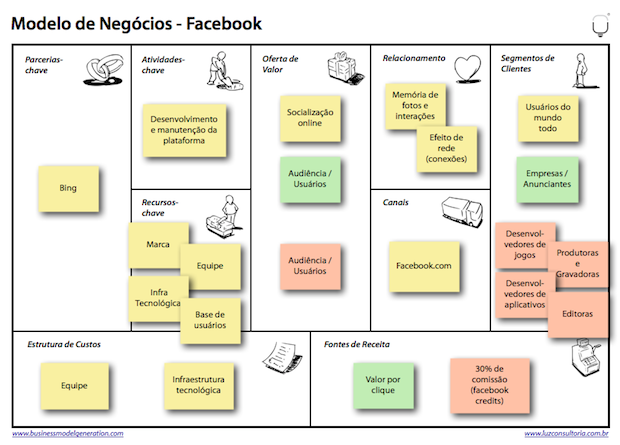 Modelo de Negócios - Facebook
Parcerias-
chave
Bing
Atividades-
chave
Desenvolvimento
e manutenção da
plataforma
Recursos-
chave
Marca
Equipe
Infra
Tecnológica
Base de
usuários
Oferta de
Valor
Socialização
online
Audiência /
Usuários
Audiência /
Usuários
Relacionamento
Memória de
fotos e
interações
Efeito de
rede
(conexões)
Canais
Facebook.com
Segmentos de
Clientes
Usuários do
mundo
todo
Empresas /
Anunciantes
Desenvol-
vedores de
jogos
Produtoras
e
Gravadoras
Desenvol-
vedores de
aplicativos
Editoras
Estrutura de Custos
Equipe
Infraestrutura
tecnológica
Fontes de Receita
Valor por
clique
30% de
comissão
(facebook
credits)
www.businessmodelgeneration.com
www.luzconsultoria.com.br